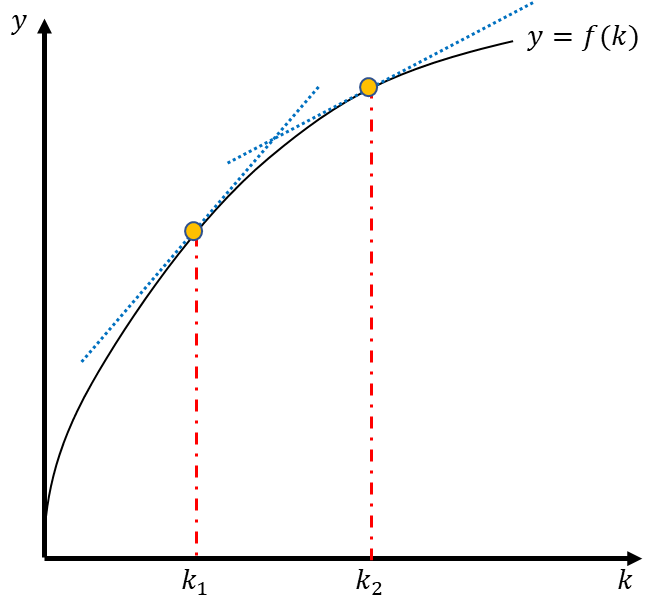 y
y = f(k)
k₁
k₂
k